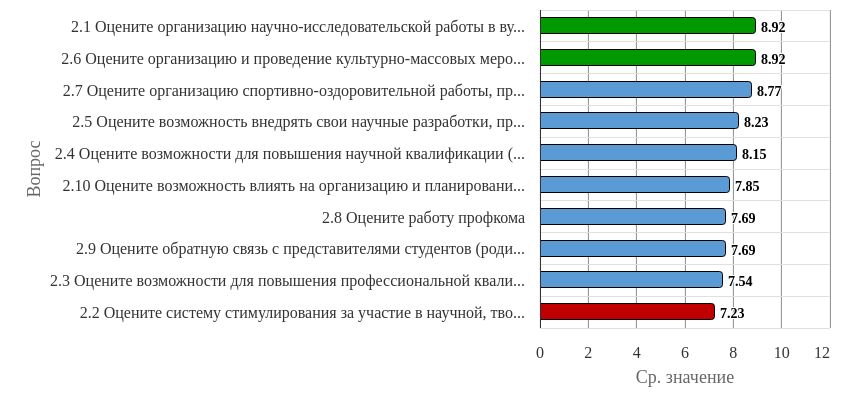 2.1 Оцените организацию научно-исследовательской работы в ву... 8.92
2.6 Оцените организацию и проведение культурно-массовых меро... 8.92
2.7 Оцените организацию спортивно-оздоровительной работы, пр... 8.77
2.5 Оцените возможность внедрять свои научные разработки, пр... 8.23
2.4 Оцените возможности для повышения научной квалификации (... 8.15
2.10 Оцените возможность влиять на организацию и планировани... 7.85
2.8 Оцените работу профкома 7.69
2.9 Оцените обратную связь с представителями студентов (роди... 7.69
2.3 Оцените возможности для повышения профессиональной квали... 7.54
2.2 Оцените систему стимулирования за участие в научной, тво... 7.23
Вопрос
0 2 4 6 8 10 12
Ср. значение